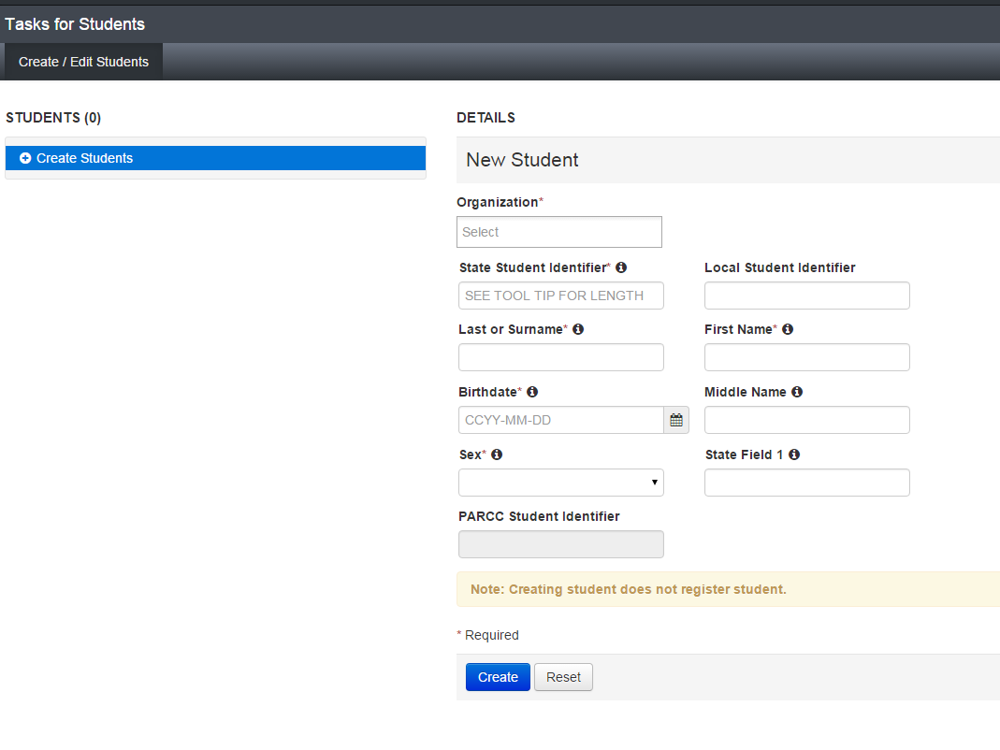 Tasks for Students
Create / Edit Students
STUDENTS (0)
Create Students
DETAILS
New Student
Organization*
Select
State Student Identifier* Local Student Identifier
SEE TOOL TIP FOR LENGTH
Last or Surname* First Name*
Birthdate* Middle Name
CCYY-MM-DD
Sex* State Field 1
PARCC Student Identifier
Note: Creating student does not register student.
* Required
Create Reset